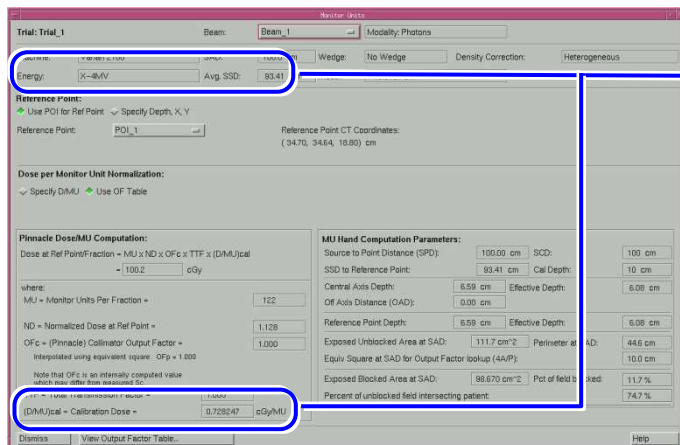 Monitor Units
Trial: Trial_1 Beam: Beam_1 Modality: Photons
Varian 2100 SAD: 100.0 cm Wedge: No Wedge Density Correction: Heterogeneous
Energy: X-4MV Avg. SSD: 93.41
Reference Point:
Use POI for Ref Point Specify Depth, X, Y
Reference Point: POI_1 Reference Point CT Coordinates:
( 34.70, 34.64, 18.80) cm
Dose per Monitor Unit Normalization:
Specify D/MU Use OF Table
Pinnacle Dose/MU Computation:
Dose at Ref Point/Fraction = MU x ND x OFc x TTF x (D/MU)cal
= 100.2 cGy
where:
MU = Monitor Units Per Fraction = 122
ND = Normalized Dose at Ref Point = 1.128
OFc = (Pinnacle) Collimator Output Factor = 1.000
Interpolated using equivalent square. OFp = 1.000
Note that OFc is an internally computed value
which may differ from measured Sc.
TTF = Total Transmission Factor = 1.000
(D/MU)cal = Calibration Dose = 0.728247 cGy/MU
MU Hand Computation Parameters:
Source to Point Distance (SPD): 100.00 cm SCD: 100 cm
SSD to Reference Point: 93.41 cm Cal Depth: 10 cm
Central Axis Depth: 6.59 cm Effective Depth: 6.08 cm
Off Axis Distance (OAD): 0.00 cm
Reference Point Depth: 6.59 cm Effective Depth: 6.08 cm
Exposed Unblocked Area at SAD: 111.7 cm^2 Perimeter at SAD: 44.6 cm
Equiv Square at SAD for Output Factor lookup (4A/P): 10.0 cm
Exposed Blocked Area at SAD: 98.670 cm^2 Pct of field blocked: 11.7 %
Percent of unblocked field intersecting patient: 74.7 %
Dismiss View Output Factor Table... Help